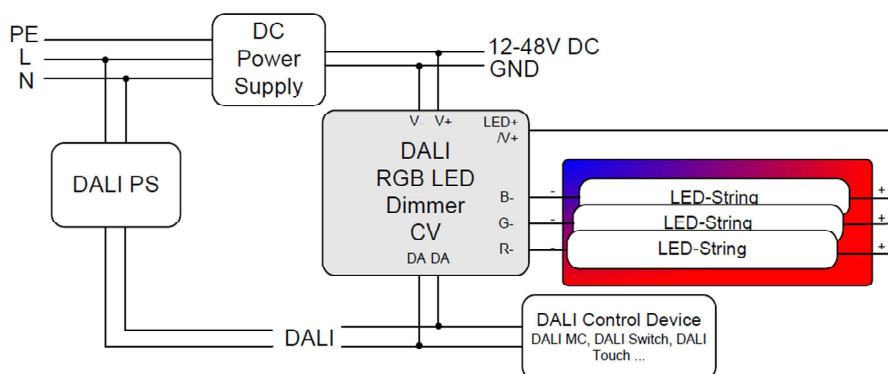 PE
L
N
DC
Power
Supply
12-48V DC
GND
DALI PS
V- V+ LED+
/V+
DALI
RGB LED
Dimmer
CV
B-
G-
R-
DA DA
- LED-String +
- LED-String +
- LED-String +
DALI
DALI Control Device
DALI MC, DALI Switch, DALI
Touch ...